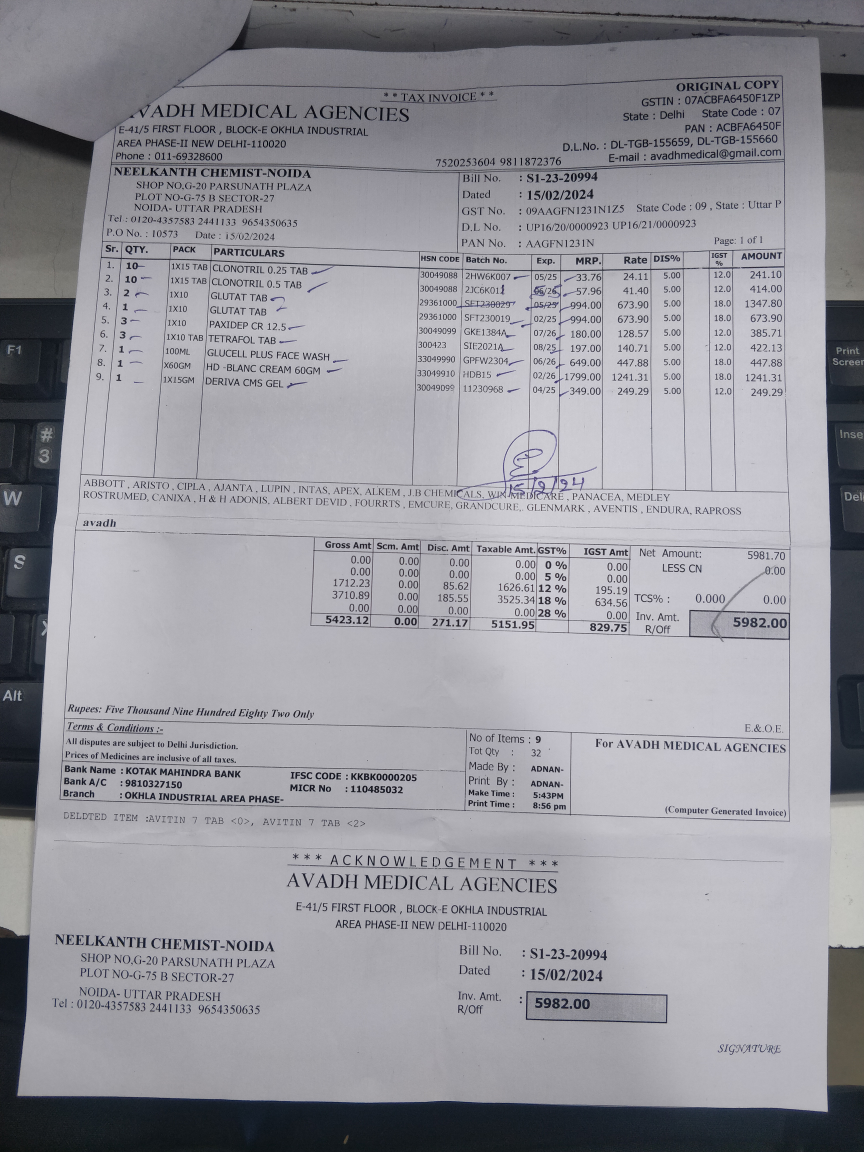 * * TAX INVOICE * *
ORIGINAL COPY
AVADH MEDICAL AGENCIES
GSTIN : 07ACBFA6450F1ZP
E-41/5 FIRST FLOOR , BLOCK-E OKHLA INDUSTRIAL
State : Delhi State Code : 07
AREA PHASE-II NEW DELHI-110020
PAN : ACBFA6450F
Phone : 011-69328600
D.L.No. : DL-TGB-155659, DL-TGB-155660
7520253604 9811872376 E-mail : avadhmedical@gmail.com
NEELKANTH CHEMIST-NOIDA
SHOP NO,G-20 PARSUNATH PLAZA
PLOT NO-G-75 B SECTOR-27
NOIDA- UTTAR PRADESH
Tel : 0120-4357583 2441133 9654350635
P.O No. : 10573 Date : 15/02/2024
Bill No. : S1-23-20994
Dated : 15/02/2024
GST No. : 09AAGFN1231N1Z5 State Code : 09 , State : Uttar P
D.L No. : UP16/20/0000923 UP16/21/0000923
PAN No. : AAGFN1231N Page: 1 of 1
Sr. QTY. PACK PARTICULARS HSN CODE Batch No. Exp. MRP. Rate DIS% IGST % AMOUNT
1. 10 1X15 TAB CLONOTRIL 0.25 TAB 30049088 2HW6K007 05/25 33.76 24.11 5.00 12.0 241.10
2. 10 1X15 TAB CLONOTRIL 0.5 TAB 30049088 2JC6K011 57.96 41.40 5.00 12.0 414.00
3. 2 1X10 GLUTAT TAB 29361000 SFT230029 05/25 994.00 673.90 5.00 18.0 1347.80
4. 1 1X10 GLUTAT TAB 29361000 SFT230019 02/25 994.00 673.90 5.00 18.0 673.90
5. 3 1X10 PAXIDEP CR 12.5 30049099 GKE1384A 07/26 180.00 128.57 5.00 12.0 385.71
6. 3 1X10 TAB TETRAFOL TAB 300423 SIE2021A 08/25 197.00 140.71 5.00 12.0 422.13
7. 1 100ML GLUCELL PLUS FACE WASH 33049990 GPFW2304 06/26 649.00 447.88 5.00 18.0 447.88
8. 1 X60GM HD -BLANC CREAM 60GM 33049910 HDB15 02/26 1799.00 1241.31 5.00 18.0 1241.31
9. 1 1X15GM DERIVA CMS GEL 30049099 11230968 04/25 349.00 249.29 5.00 12.0 249.29
15/2/24
ABBOTT , ARISTO , CIPLA , AJANTA , LUPIN , INTAS, APEX, ALKEM , J.B CHEMICALS, WIN MEDICARE , PANACEA, MEDLEY
ROSTRUMED, CANIXA , H & H ADONIS, ALBERT DEVID , FOURRTS , EMCURE, GRANDCURE,. GLENMARK , AVENTIS , ENDURA, RAPROSS
avadh
Gross Amt Scm. Amt Disc. Amt Taxable Amt. GST% IGST Amt
0.00 0.00 0.00 0.00 0 % 0.00
0.00 0.00 0.00 0.00 5 % 0.00
1712.23 0.00 85.62 1626.61 12 % 195.19
3710.89 0.00 185.55 3525.34 18 % 634.56
0.00 0.00 0.00 0.00 28 % 0.00
5423.12 0.00 271.17 5151.95 829.75
Net Amount: 5981.70
LESS CN 0.00
TCS% : 0.000 0.00
Inv. Amt. R/Off 5982.00
Rupees: Five Thousand Nine Hundred Eighty Two Only
E.& O.E.
Terms & Conditions :-
All disputes are subject to Delhi Jurisdiction.
Prices of Medicines are inclusive of all taxes.
Bank Name : KOTAK MAHINDRA BANK IFSC CODE : KKBK0000205
Bank A/C : 9810327150 MICR No : 110485032
Branch : OKHLA INDUSTRIAL AREA PHASE-
No of Items : 9
Tot Qty : 32
Made By : ADNAN-
Print By : ADNAN-
Make Time : 5:43PM
Print Time : 8:56 pm
For AVADH MEDICAL AGENCIES
(Computer Generated Invoice)
DELDTED ITEM :AVITIN 7 TAB <0>, AVITIN 7 TAB <2>
* * * ACKNOWLEDGEMENT * * *
AVADH MEDICAL AGENCIES
E-41/5 FIRST FLOOR , BLOCK-E OKHLA INDUSTRIAL
AREA PHASE-II NEW DELHI-110020
NEELKANTH CHEMIST-NOIDA
SHOP NO,G-20 PARSUNATH PLAZA
PLOT NO-G-75 B SECTOR-27
NOIDA- UTTAR PRADESH
Tel : 0120-4357583 2441133 9654350635
Bill No. : S1-23-20994
Dated : 15/02/2024
Inv. Amt. R/Off : 5982.00
SIGNATURE
F1
# 3
W
S
X
Alt
Print Screen
Inse
Del